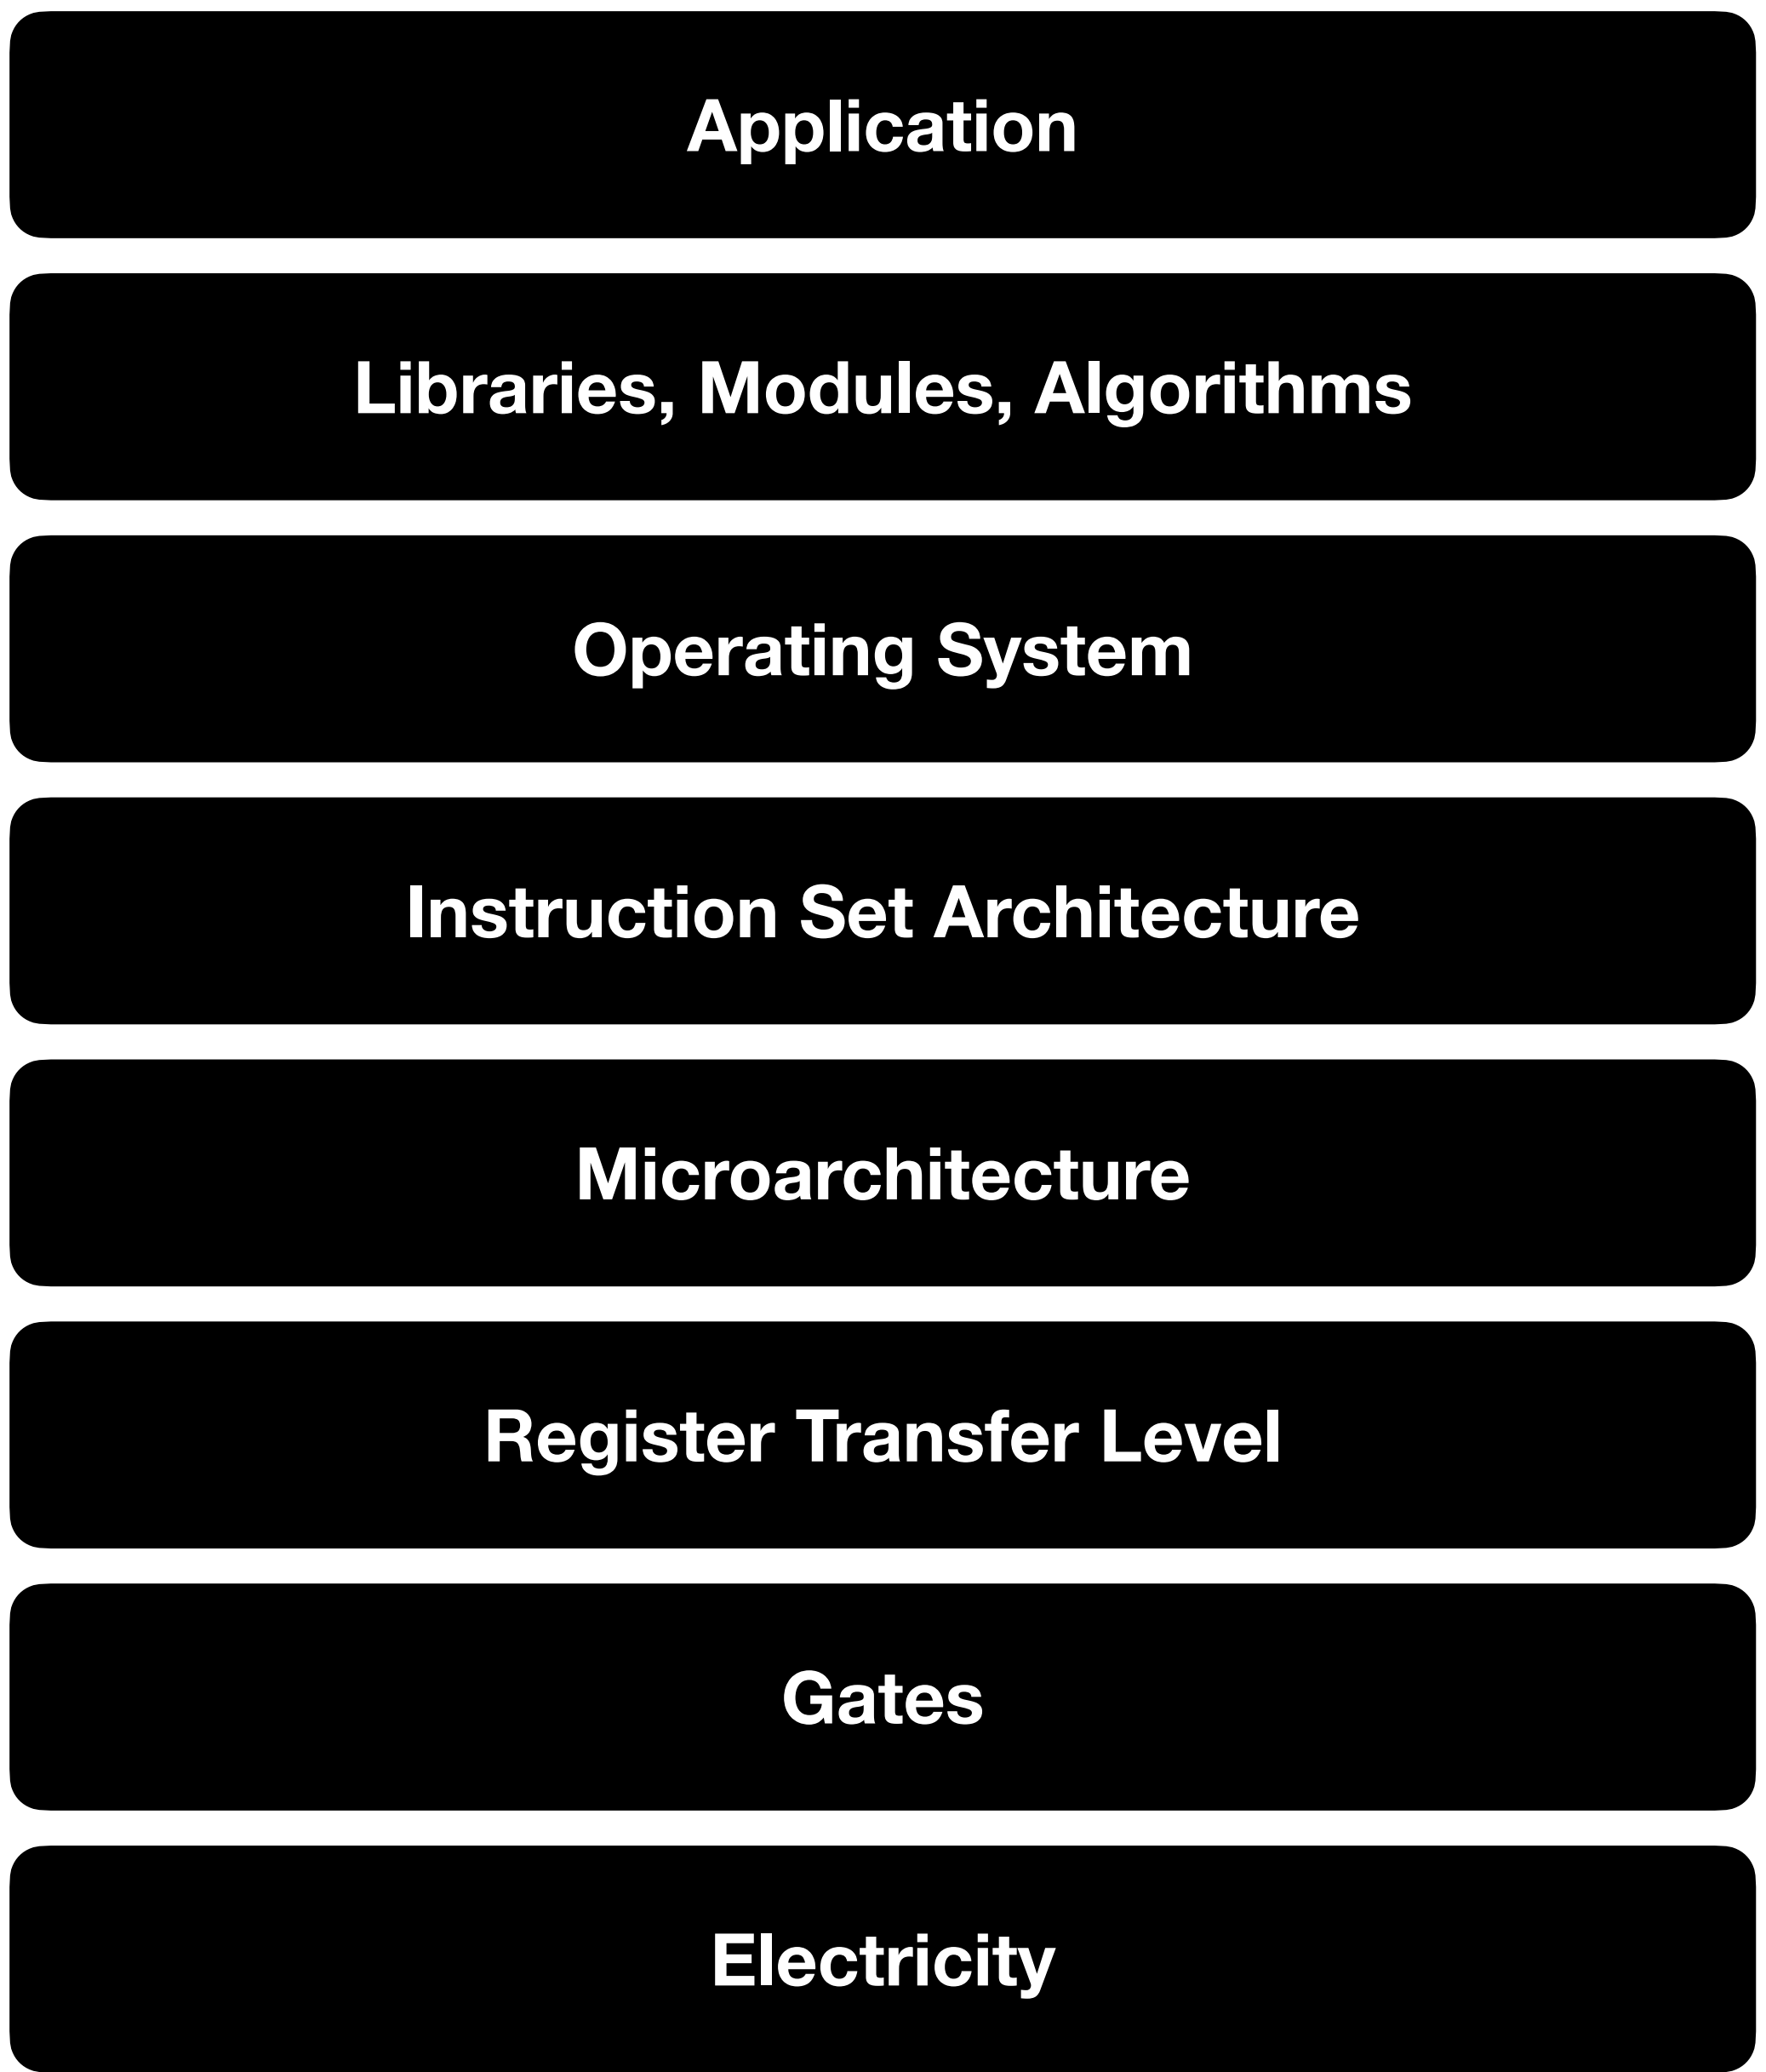 Application
Libraries, Modules, Algorithms
Operating System
Instruction Set Architecture
Microarchitecture
Register Transfer Level
Gates
Electricity